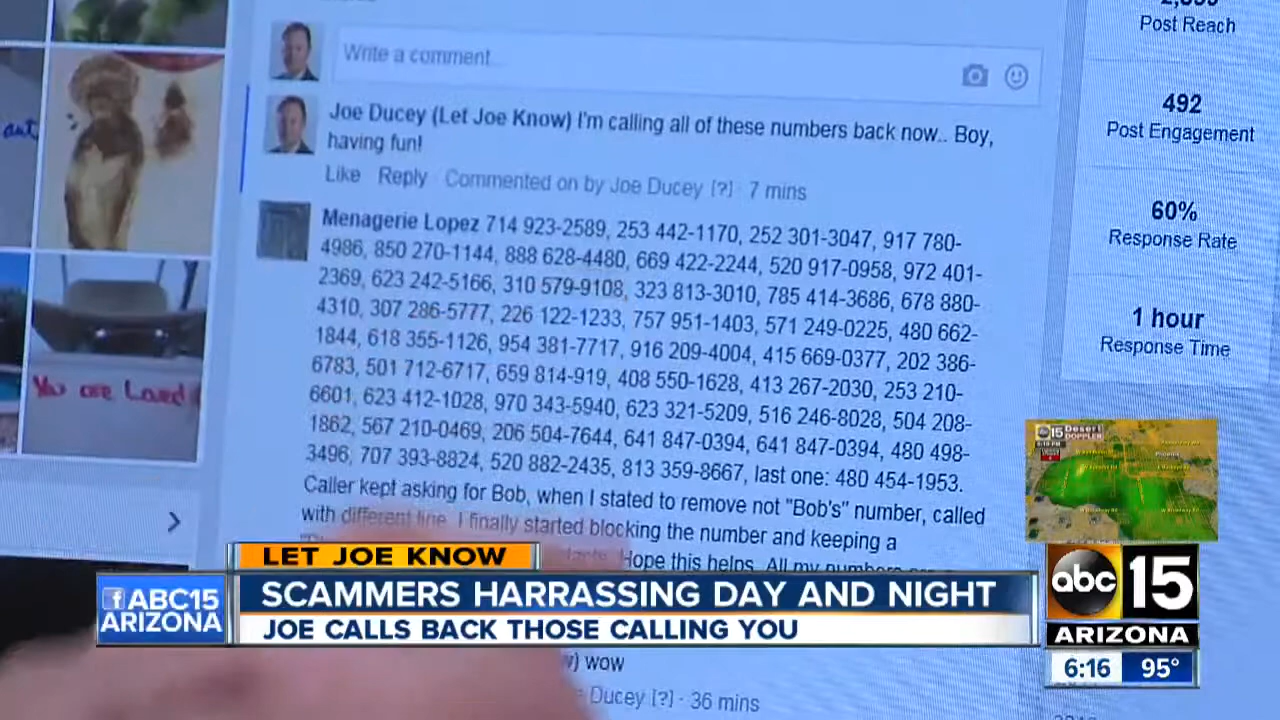 2,859
Post Reach
Write a comment...
492
Post Engagement
Joe Ducey (Let Joe Know) I'm calling all of these numbers back now.. Boy,
having fun!
Like Reply Commented on by Joe Ducey [?] · 7 mins
60%
Response Rate
Menagerie Lopez 714 923-2589, 253 442-1170, 252 301-3047, 917 780-
4986, 850 270-1144, 888 628-4480, 669 422-2244, 520 917-0958, 972 401-
2369, 623 242-5166, 310 579-9108, 323 813-3010, 785 414-3686, 678 880-
4310, 307 286-5777, 226 122-1233, 757 951-1403, 571 249-0225, 480 662-
1844, 618 355-1126, 954 381-7717, 916 209-4004, 415 669-0377, 202 386-
6783, 501 712-6717, 659 814-919, 408 550-1628, 413 267-2030, 253 210-
6601, 623 412-1028, 970 343-5940, 623 321-5209, 516 246-8028, 504 208-
1862, 567 210-0469, 206 504-7644, 641 847-0394, 641 847-0394, 480 498-
3496, 707 393-8824, 520 882-2435, 813 359-8667, last one: 480 454-1953.
Caller kept asking for Bob, when I stated to remove not "Bob's" number, called
with different line. I finally started blocking the number and keeping a
Hope this helps. All my numbers
1 hour
Response Time
You are Loved
15 Desert
DOPPLER
LET JOE KNOW
SCAMMERS HARRASSING DAY AND NIGHT
JOE CALLS BACK THOSE CALLING YOU
ABC15
ARIZONA
wow
Ducey [?] · 36 mins
abc 15
ARIZONA
6:16 95°